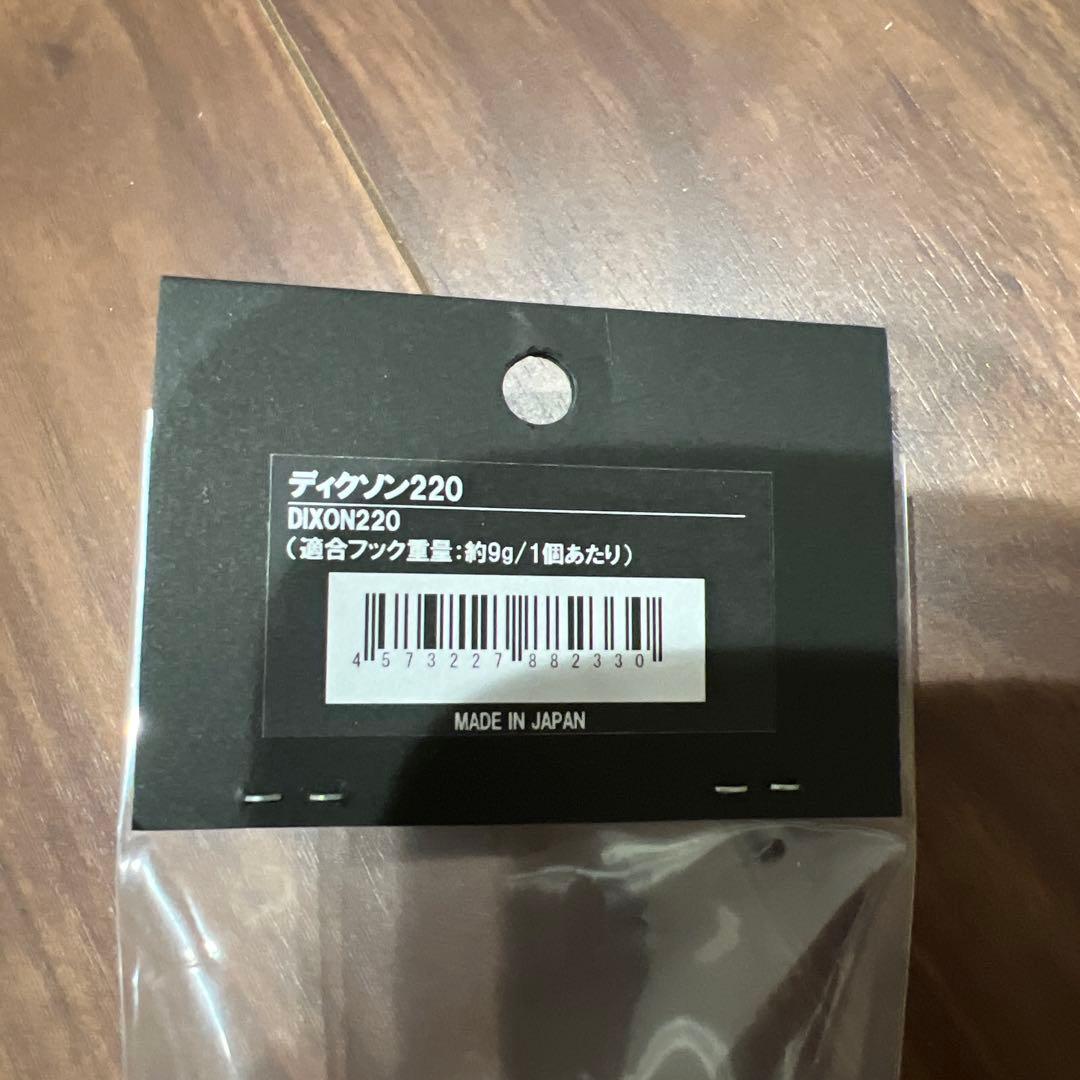 ディクソン220
DIXON220
（適合フック重量：約9g/1個あたり）
4573227882330
MADE IN JAPAN